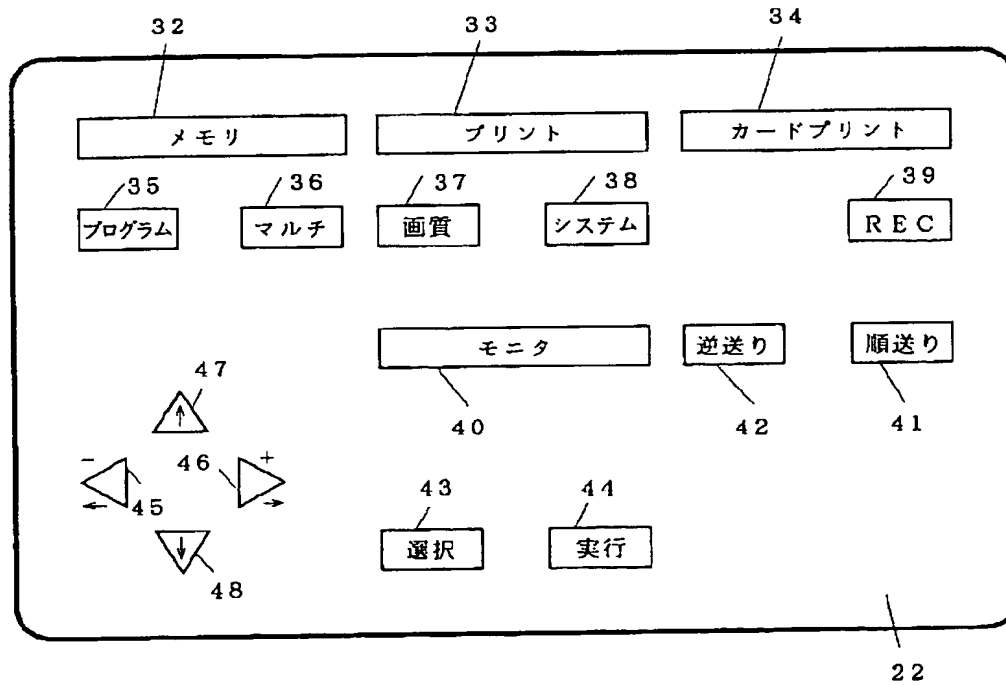 32 33 34
メモリ プリント カードプリント
35 36 37 38 39
プログラム マルチ 画質 システム REC
モニタ 逆送り 順送り
47 40 42 41
↑
- 46 +
← 45 →
43 44
選択 実行
↓
48
22